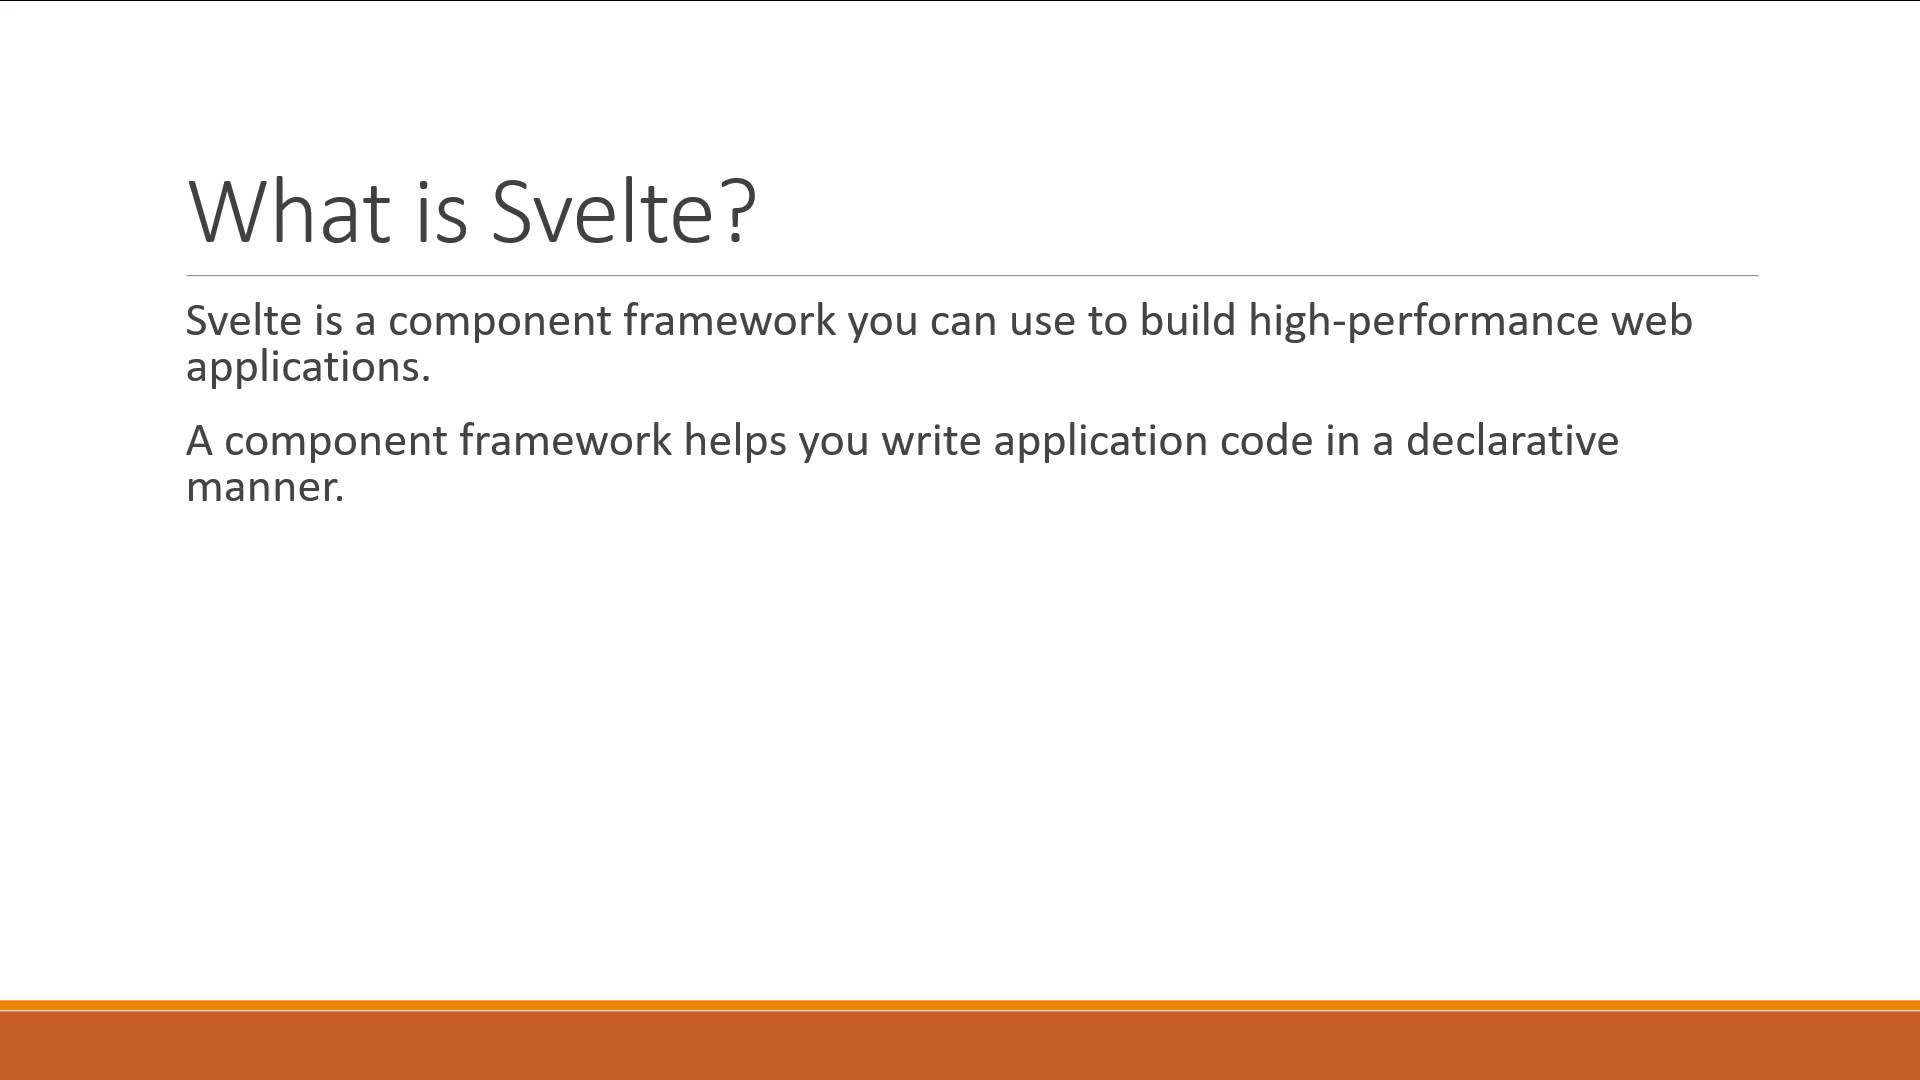 What is Svelte?
Svelte is a component framework you can use to build high-performance web
applications.
A component framework helps you write application code in a declarative
manner.